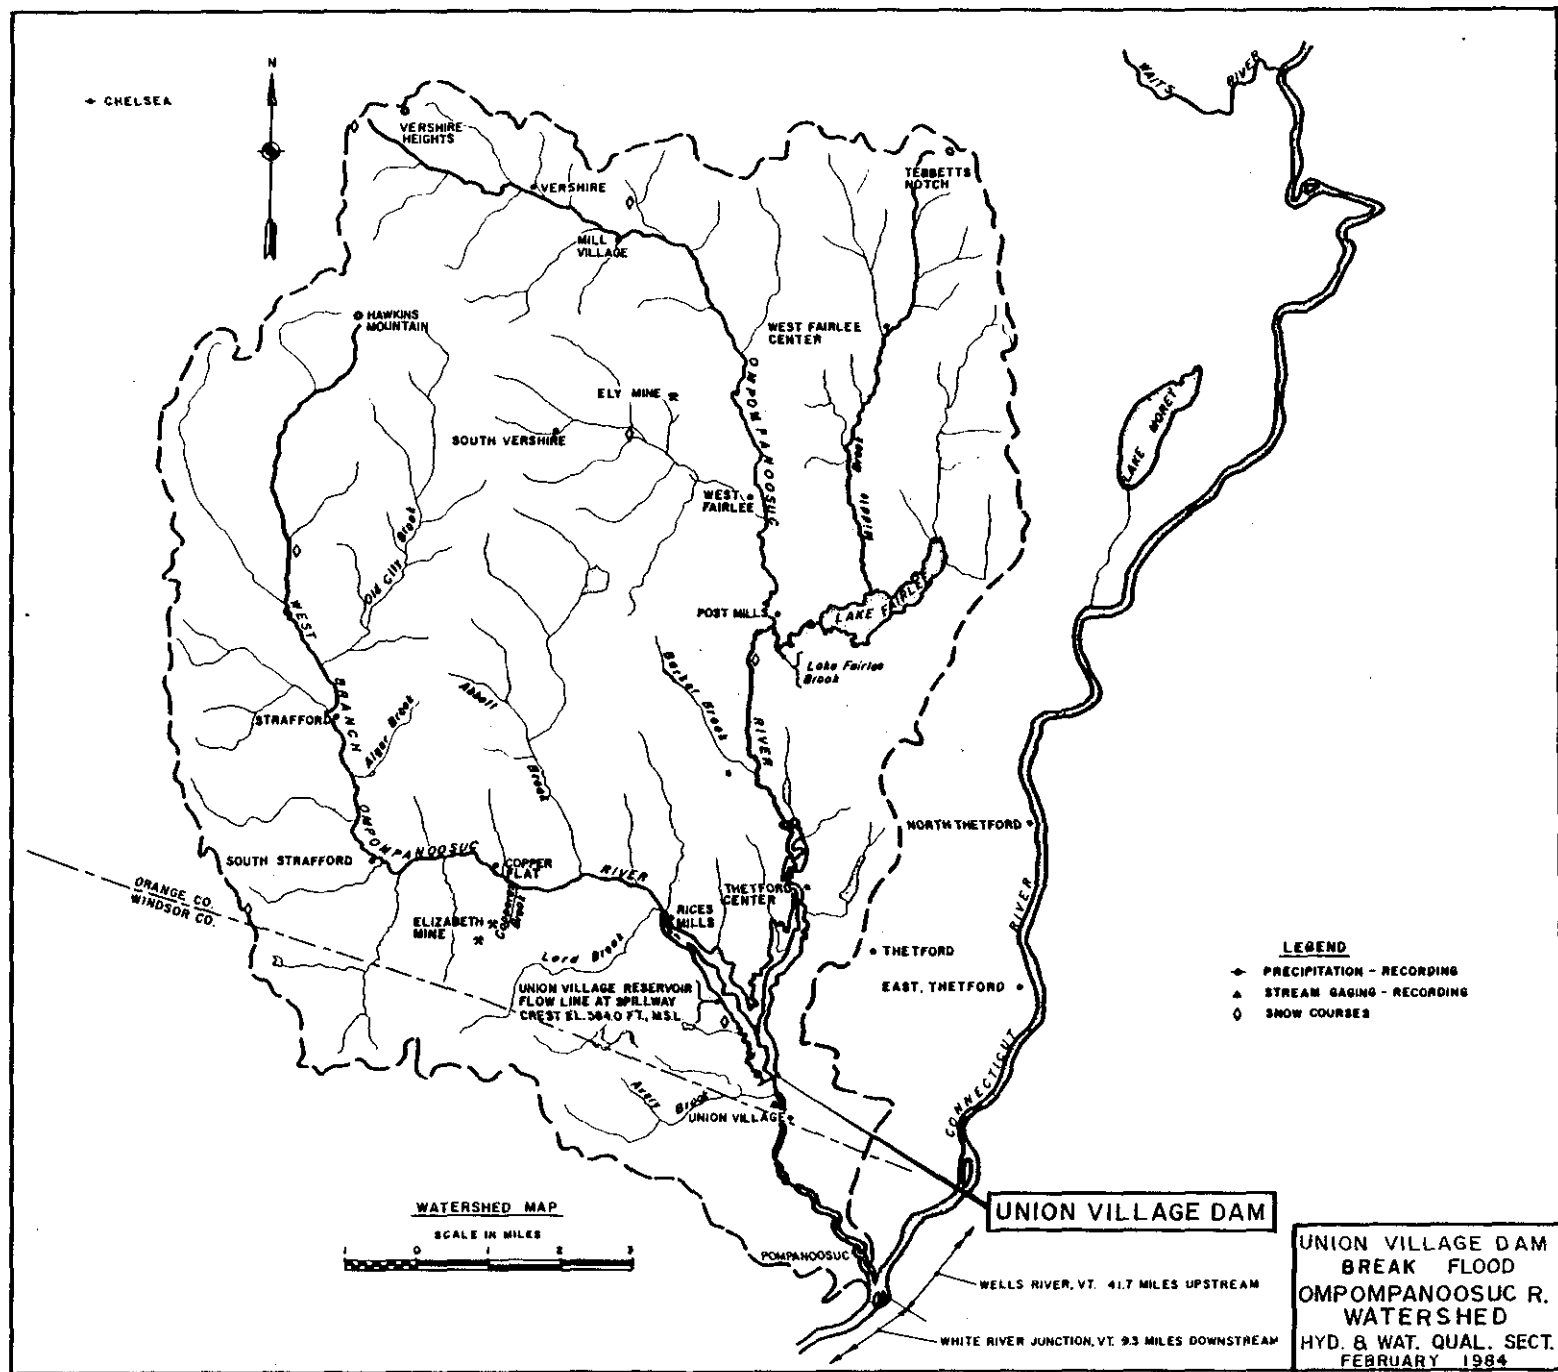 N
CHELSEA
VERSHIRE
HEIGHTS
VERSHIRE
MILL
VILLAGE
TEBBETTS
NOTCH
WAITS RIVER
HAWKINS
MOUNTAIN
WEST FAIRLEE
CENTER
ELY MINE
SOUTH VERSHIRE
OMPOMPANOOSUC
Middle Brook
LAKE MOREY
WEST
FAIRLEE
Old City Brook
WEST
POST MILLS
LAKE FAIRLEE
Lake Fairlee
Brook
Barker Brook
Abbott
Brook
BRANCH
STRAFFORD
Algar Brook
RIVER
OMPOMPANOOSUC
RIVER
NORTH THETFORD
SOUTH STRAFFORD
COPPER
FLAT
Copperas
Brook
ORANGE CO.
WINDSOR CO.
ELIZABETH
MINE
THETFORD
CENTER
RICES
MILLS
Lord Brook
THETFORD
EAST, THETFORD
CONNECTICUT RIVER
UNION VILLAGE RESERVOIR
FLOW LINE AT SPILLWAY
CREST EL. 564.0 FT., M.S.L.
LEGEND
PRECIPITATION - RECORDING
STREAM GAGING - RECORDING
SNOW COURSES
Avery Brook
UNION VILLAGE
UNION VILLAGE DAM
WATERSHED MAP
SCALE IN MILES
1 0 1 2 3
POMPANOOSUC
WELLS RIVER, VT. 41.7 MILES UPSTREAM
WHITE RIVER JUNCTION, VT. 9.3 MILES DOWNSTREAM
UNION VILLAGE DAM
BREAK FLOOD
OMPOMPANOOSUC R.
WATERSHED
HYD. & WAT. QUAL. SECT.
FEBRUARY 1984